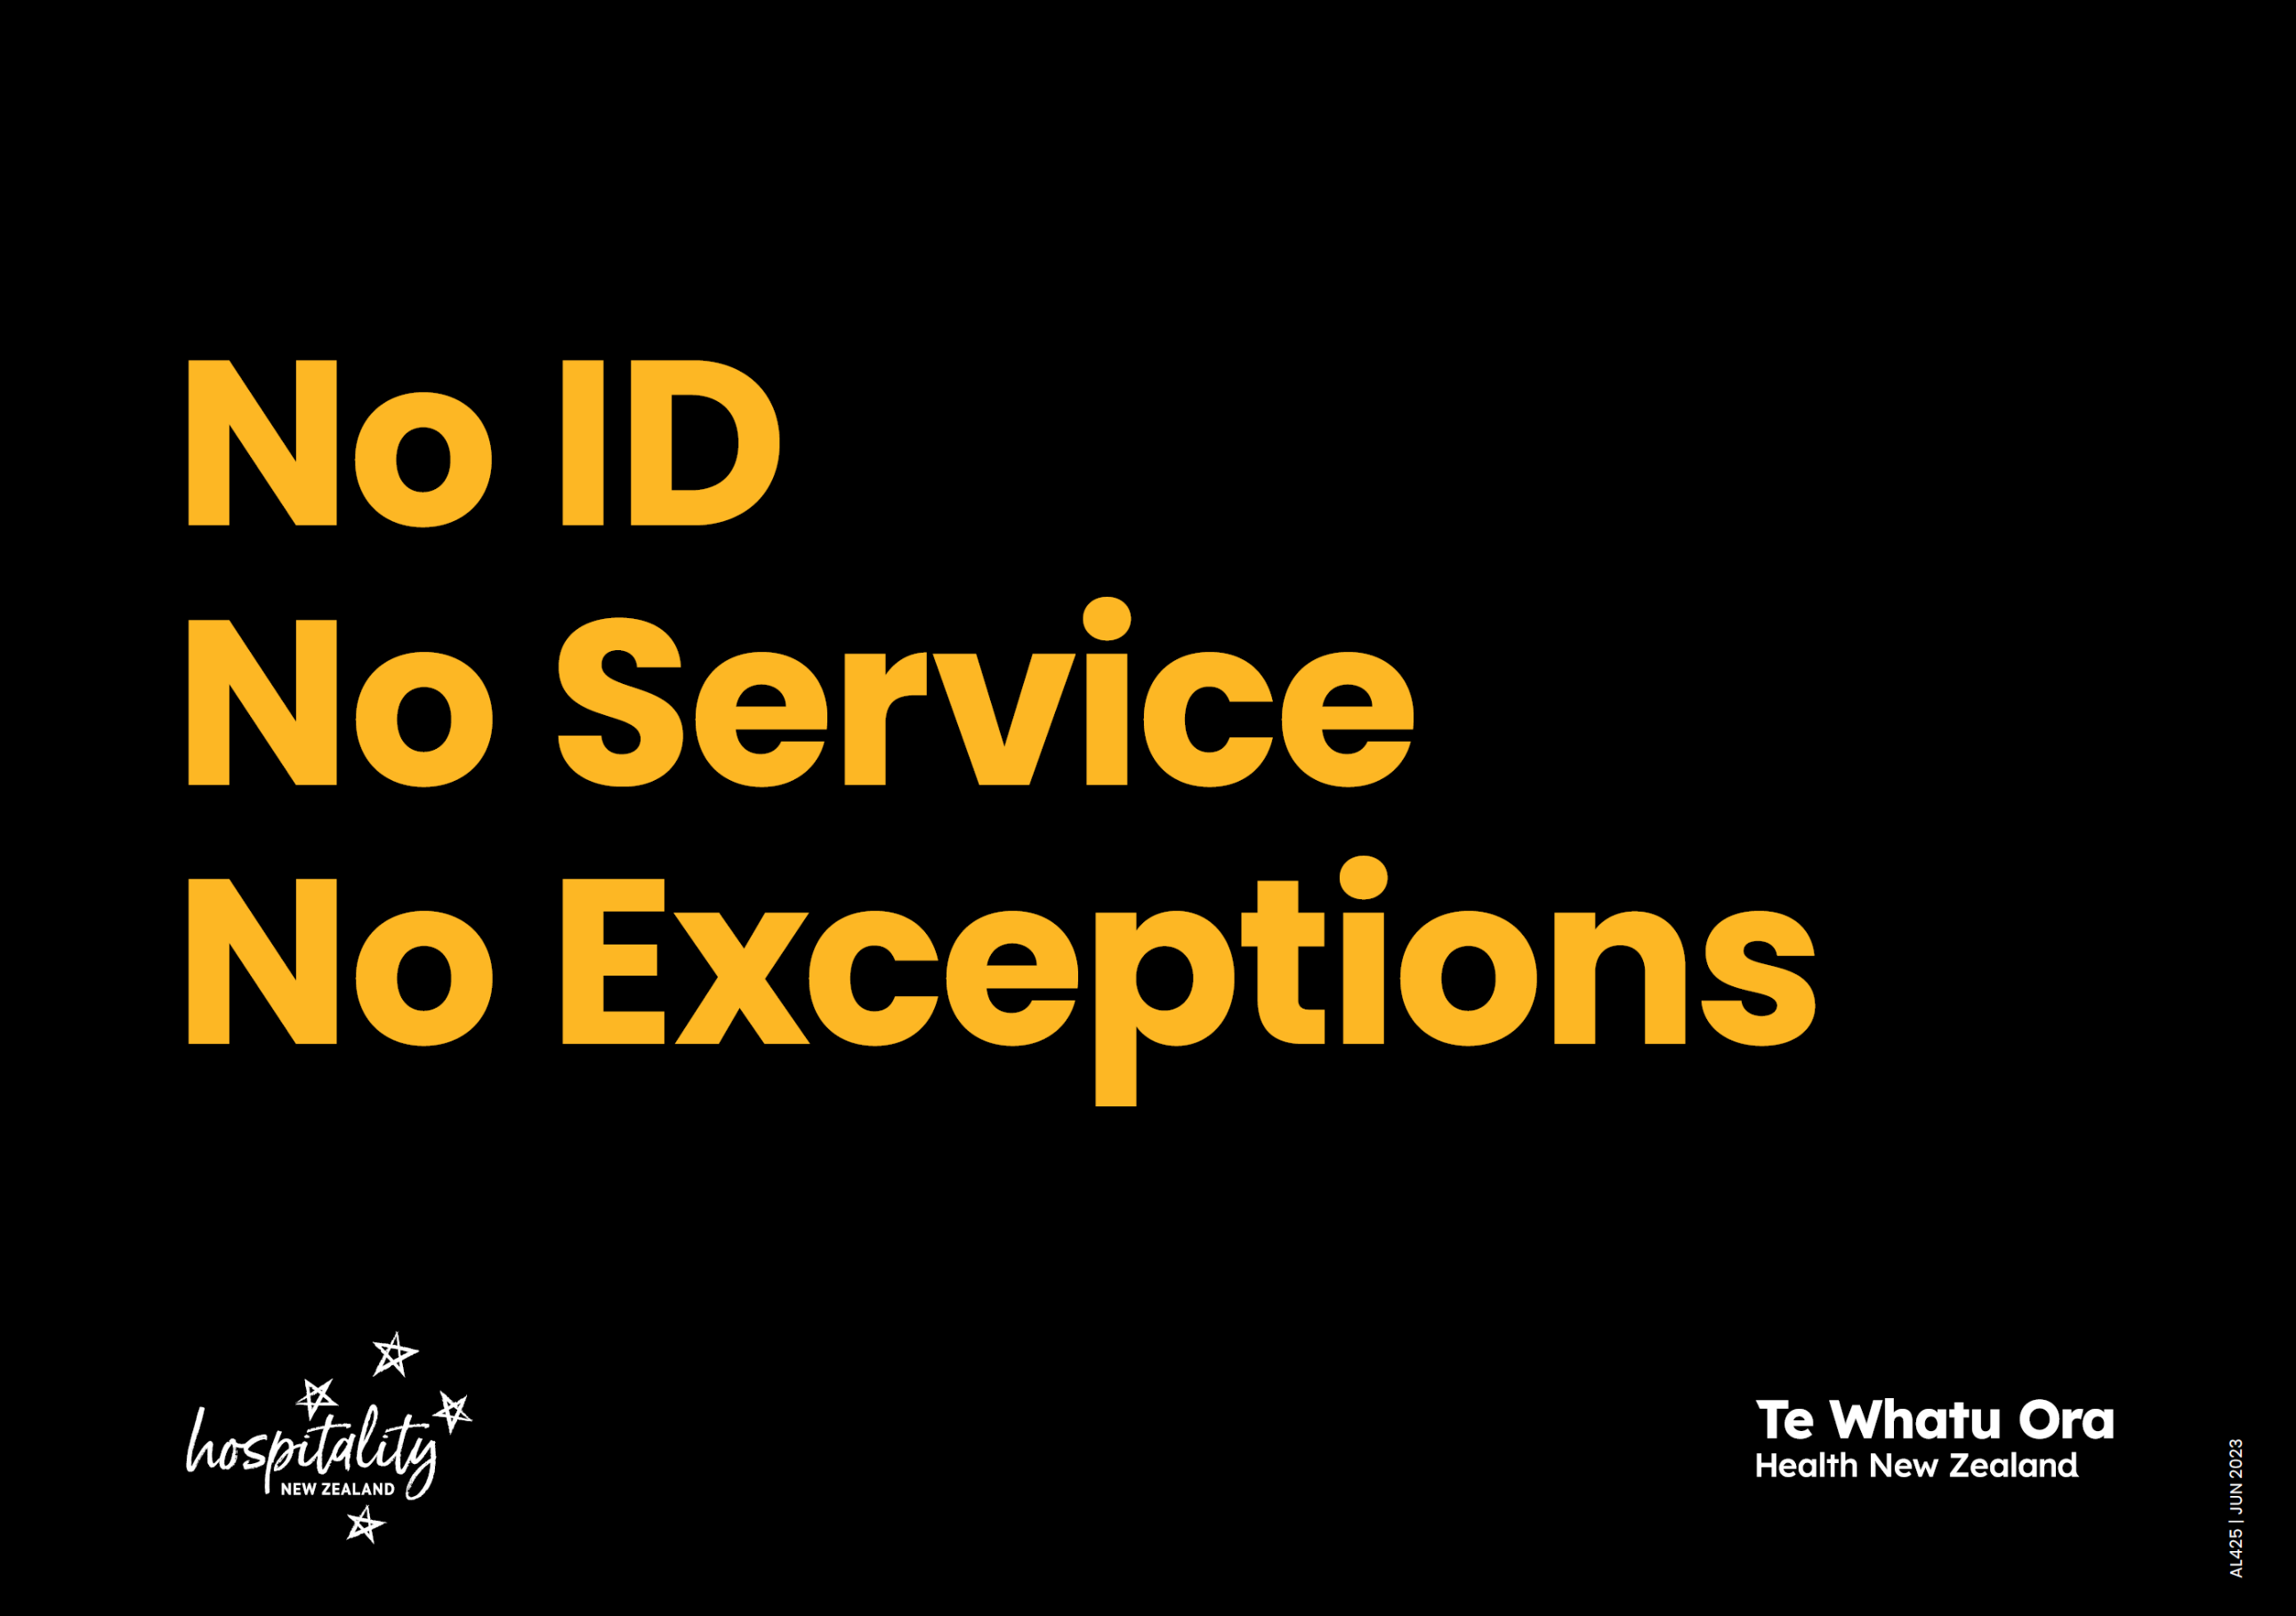 No ID
No Service
No Exceptions
hospitality
NEW ZEALAND
Te Whatu Ora
Health New Zealand
AL425 | JUN 2023